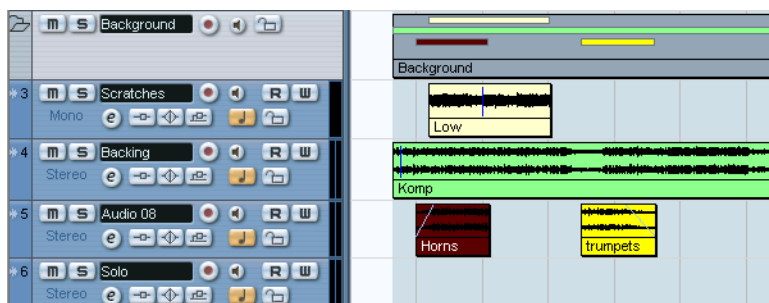 M S Background
Background
3 M S Scratches R W
Mono e
Low
4 M S Backing R W
Stereo e
Komp
5 M S Audio 08 R W
Stereo e
Horns trumpets
6 M S Solo R W
Stereo e